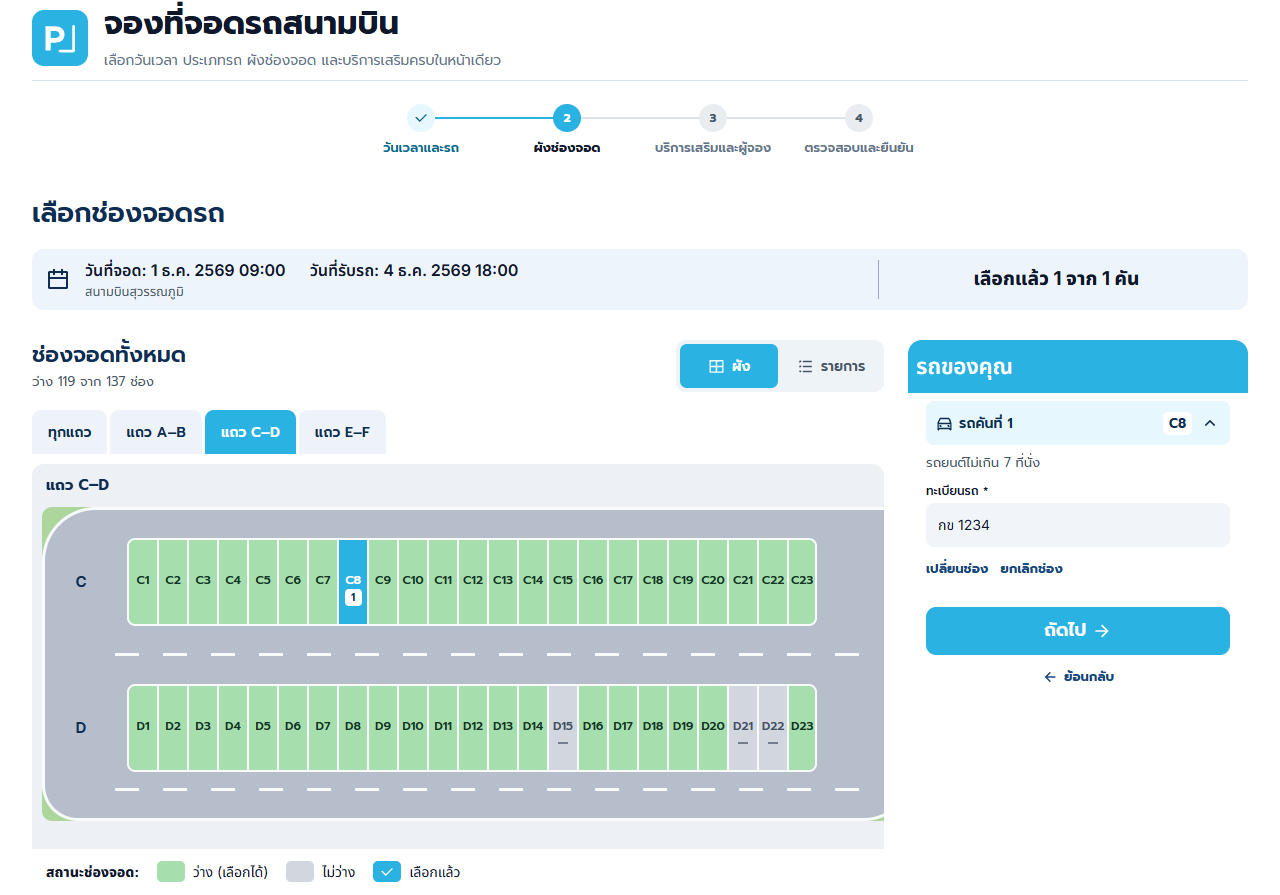 จองที่จอดรถสนามบิน
เลือกวันเวลา ประเภทรถ ผังช่องจอด และบริการเสริมครบในหน้าเดียว
2 3 4
วันเวลาและรถ ผังช่องจอด บริการเสริมและผู้จอง ตรวจสอบและยืนยัน
เลือกช่องจอดรถ
วันที่จอด: 1 ธ.ค. 2569 09:00 วันที่รับรถ: 4 ธ.ค. 2569 18:00
สนามบินสุวรรณภูมิ
เลือกแล้ว 1 จาก 1 คัน
ช่องจอดทั้งหมด
ว่าง 119 จาก 137 ช่อง
ผัง รายการ
ทุกแถว แถว A–B แถว C–D แถว E–F
แถว C–D
C C1 C2 C3 C4 C5 C6 C7 C8 C9 C10 C11 C12 C13 C14 C15 C16 C17 C18 C19 C20 C21 C22 C23
1
D D1 D2 D3 D4 D5 D6 D7 D8 D9 D10 D11 D12 D13 D14 D15 D16 D17 D18 D19 D20 D21 D22 D23
สถานะช่องจอด: ว่าง (เลือกได้) ไม่ว่าง เลือกแล้ว
รถของคุณ
รถคันที่ 1 C8
รถยนต์ไม่เกิน 7 ที่นั่ง
ทะเบียนรถ *
กข 1234
เปลี่ยนช่อง ยกเลิกช่อง
ถัดไป →
← ย้อนกลับ